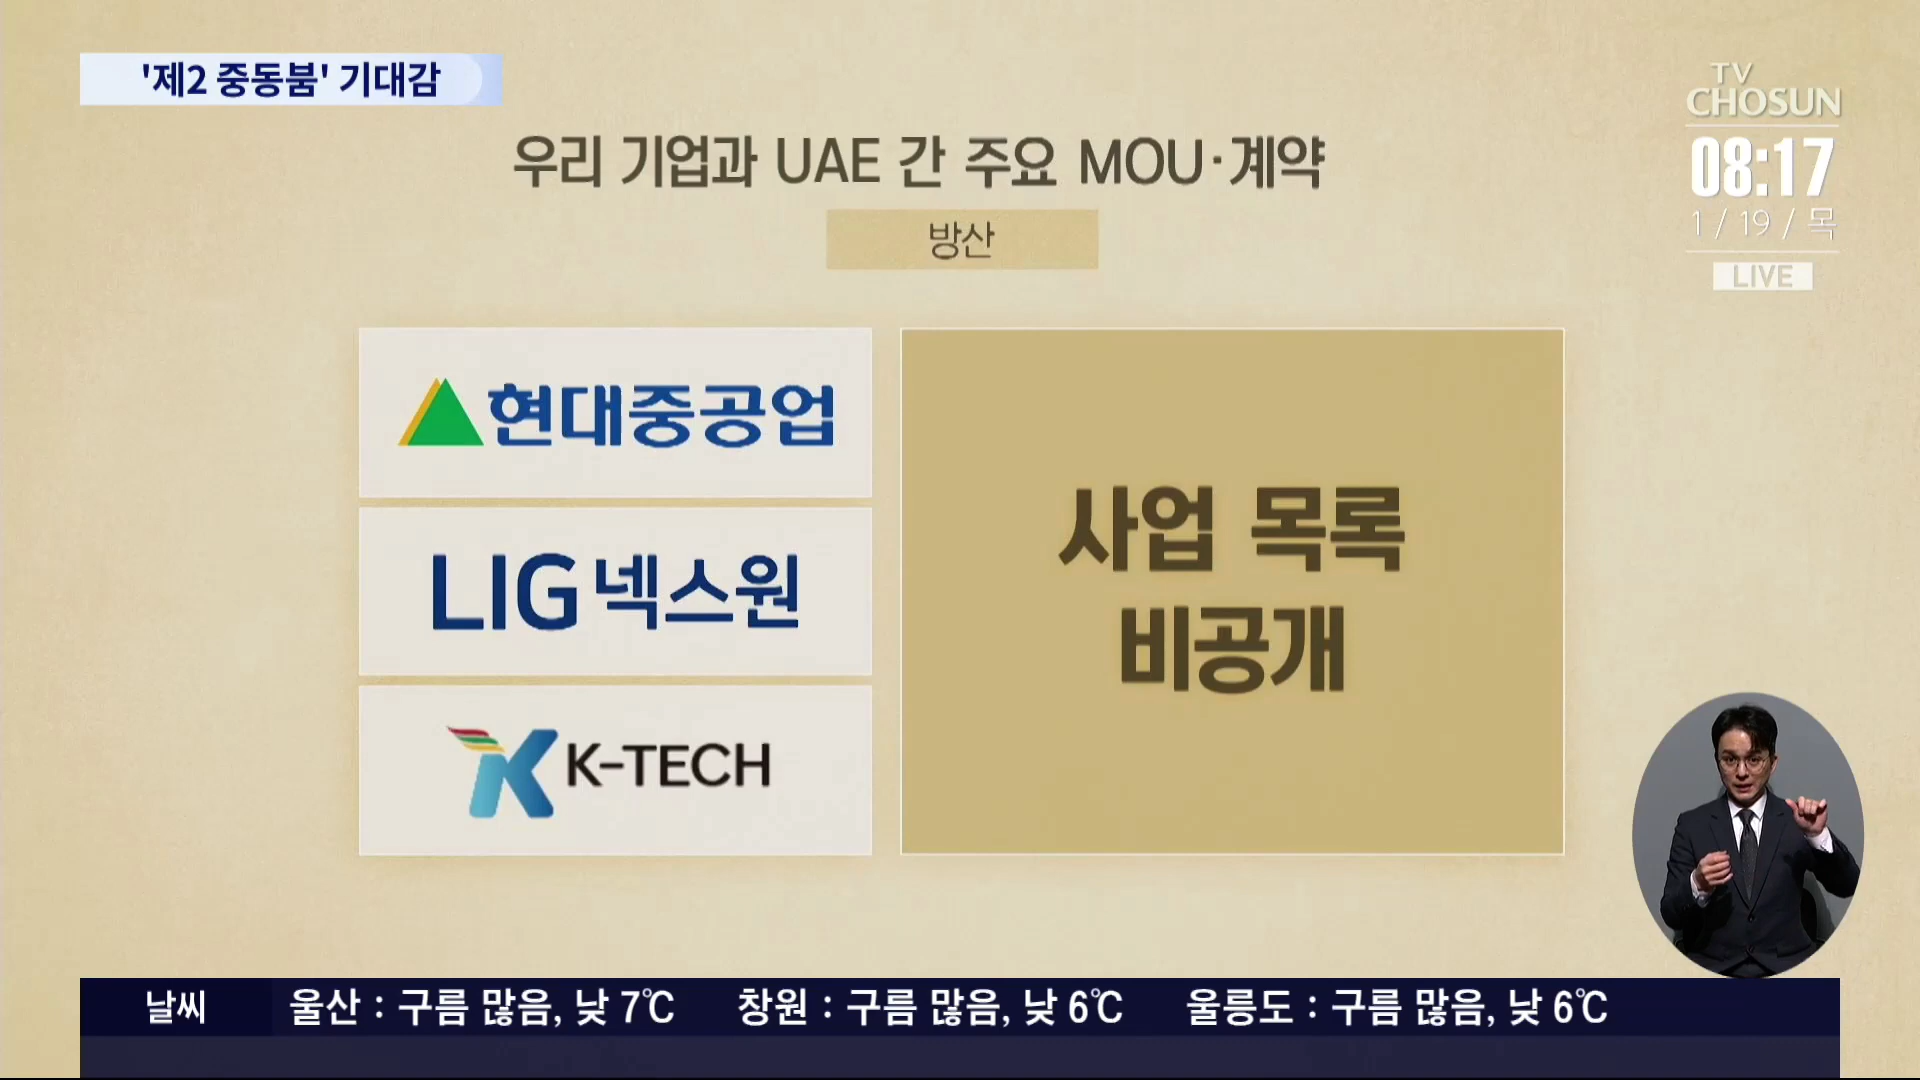 '제2 중동붐' 기대감
TV
CHOSUN
08:17
1 / 19 / 목
LIVE
우리 기업과 UAE 간 주요 MOU·계약
방산
현대중공업
LIG 넥스원
K-TECH
사업 목록
비공개
날씨 울산 : 구름 많음, 낮 7℃ 창원 : 구름 많음, 낮 6℃ 울릉도 : 구름 많음, 낮 6℃